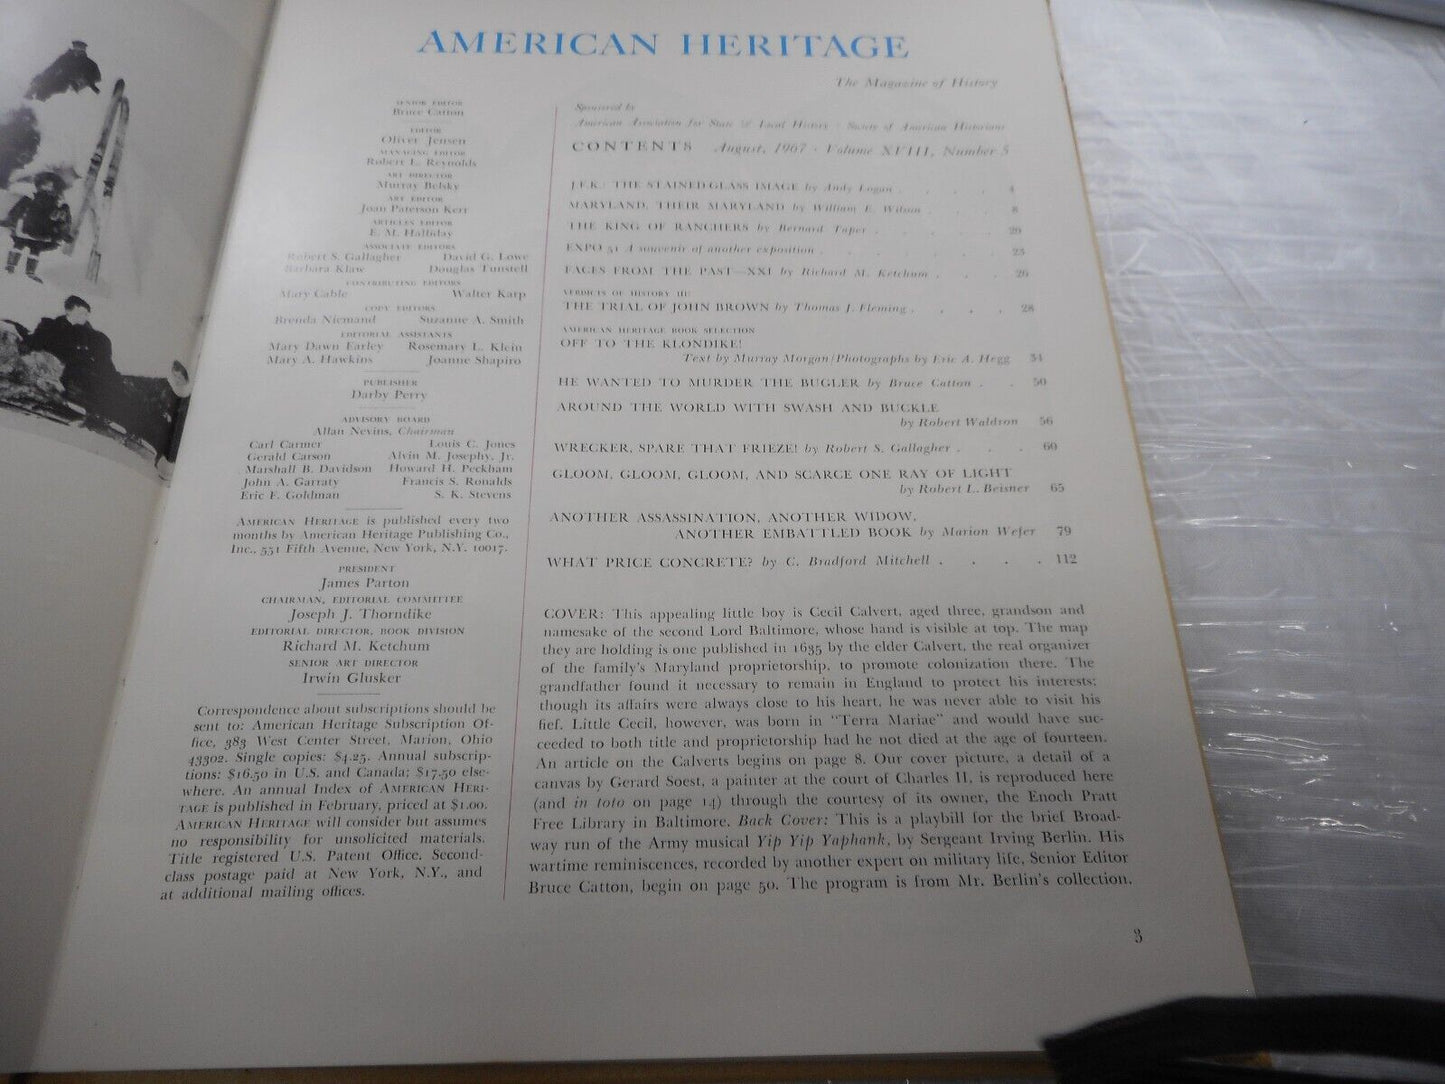 AMERICAN HERITAGE
The Magazine of History
SENIOR EDITOR
Bruce Catton
EDITOR
Oliver Jensen
MANAGING EDITOR
Robert L. Reynolds
ART DIRECTOR
Murray Belsky
ART EDITOR
Joan Paterson Kerr
ARTICLES EDITOR
E. M. Halliday
ASSOCIATE EDITORS
Robert S. Gallagher David G. Lowe
Barbara Klaw Douglas Tunstell
CONTRIBUTING EDITORS
Mary Cable Walter Karp
COPY EDITORS
Brenda Niemand Suzanne A. Smith
EDITORIAL ASSISTANTS
Mary Dawn Earley Rosemary L. Klein
Mary A. Hawkins Joanne Shapiro
PUBLISHER
Darby Perry
ADVISORY BOARD
Allan Nevins, Chairman
Carl Carmer Louis C. Jones
Gerald Carson Alvin M. Josephy, Jr.
Marshall B. Davidson Howard H. Peckham
John A. Garraty Francis S. Ronalds
Eric F. Goldman S. K. Stevens
AMERICAN HERITAGE is published every two
months by American Heritage Publishing Co.,
Inc., 551 Fifth Avenue, New York, N.Y. 10017.
PRESIDENT
James Parton
CHAIRMAN, EDITORIAL COMMITTEE
Joseph J. Thorndike
EDITORIAL DIRECTOR, BOOK DIVISION
Richard M. Ketchum
SENIOR ART DIRECTOR
Irwin Glusker
Correspondence about subscriptions should be
sent to: American Heritage Subscription Of-
fice, 383 West Center Street, Marion, Ohio
43302. Single copies: $4.25. Annual subscrip-
tions: $16.50 in U.S. and Canada; $17.50 else-
where. An annual Index of AMERICAN HERI-
TAGE is published in February, priced at $1.00.
AMERICAN HERITAGE will consider but assumes
no responsibility for unsolicited materials.
Title registered U.S. Patent Office. Second-
class postage paid at New York, N.Y., and
at additional mailing offices.
Sponsored by
American Association for State & Local History · Society of American Historians
CONTENTS August, 1967 · Volume XVIII, Number 5
J.F.K.: THE STAINED-GLASS IMAGE by Andy Logan . . . . 4
MARYLAND, THEIR MARYLAND by William E. Wilson . . . . 8
THE KING OF RANCHERS by Bernard Taper . . . . . . 20
EXPO 51 A souvenir of another exposition . . . . . . 23
FACES FROM THE PAST—XXI by Richard M. Ketchum . . . 26
VERDICTS OF HISTORY III:
THE TRIAL OF JOHN BROWN by Thomas J. Fleming . . . . 28
AMERICAN HERITAGE BOOK SELECTION
OFF TO THE KLONDIKE!
Text by Murray Morgan/Photographs by Eric A. Hegg 34
HE WANTED TO MURDER THE BUGLER by Bruce Catton . . 50
AROUND THE WORLD WITH SWASH AND BUCKLE
by Robert Waldron 56
WRECKER, SPARE THAT FRIEZE! by Robert S. Gallagher . . . 60
GLOOM, GLOOM, GLOOM, AND SCARCE ONE RAY OF LIGHT
by Robert L. Beisner 65
ANOTHER ASSASSINATION, ANOTHER WIDOW,
ANOTHER EMBATTLED BOOK by Marion Wefer 79
WHAT PRICE CONCRETE? by C. Bradford Mitchell . . . . 112
COVER: This appealing little boy is Cecil Calvert, aged three, grandson and
namesake of the second Lord Baltimore, whose hand is visible at top. The map
they are holding is one published in 1635 by the elder Calvert, the real organizer
of the family's Maryland proprietorship, to promote colonization there. The
grandfather found it necessary to remain in England to protect his interests;
though its affairs were always close to his heart, he was never able to visit his
fief. Little Cecil, however, was born in "Terra Mariae" and would have suc-
ceeded to both title and proprietorship had he not died at the age of fourteen.
An article on the Calverts begins on page 8. Our cover picture, a detail of a
canvas by Gerard Soest, a painter at the court of Charles II, is reproduced here
(and in toto on page 14) through the courtesy of its owner, the Enoch Pratt
Free Library in Baltimore. Back Cover: This is a playbill for the brief Broad-
way run of the Army musical Yip Yip Yaphank, by Sergeant Irving Berlin. His
wartime reminiscences, recorded by another expert on military life, Senior Editor
Bruce Catton, begin on page 50. The program is from Mr. Berlin's collection.
3